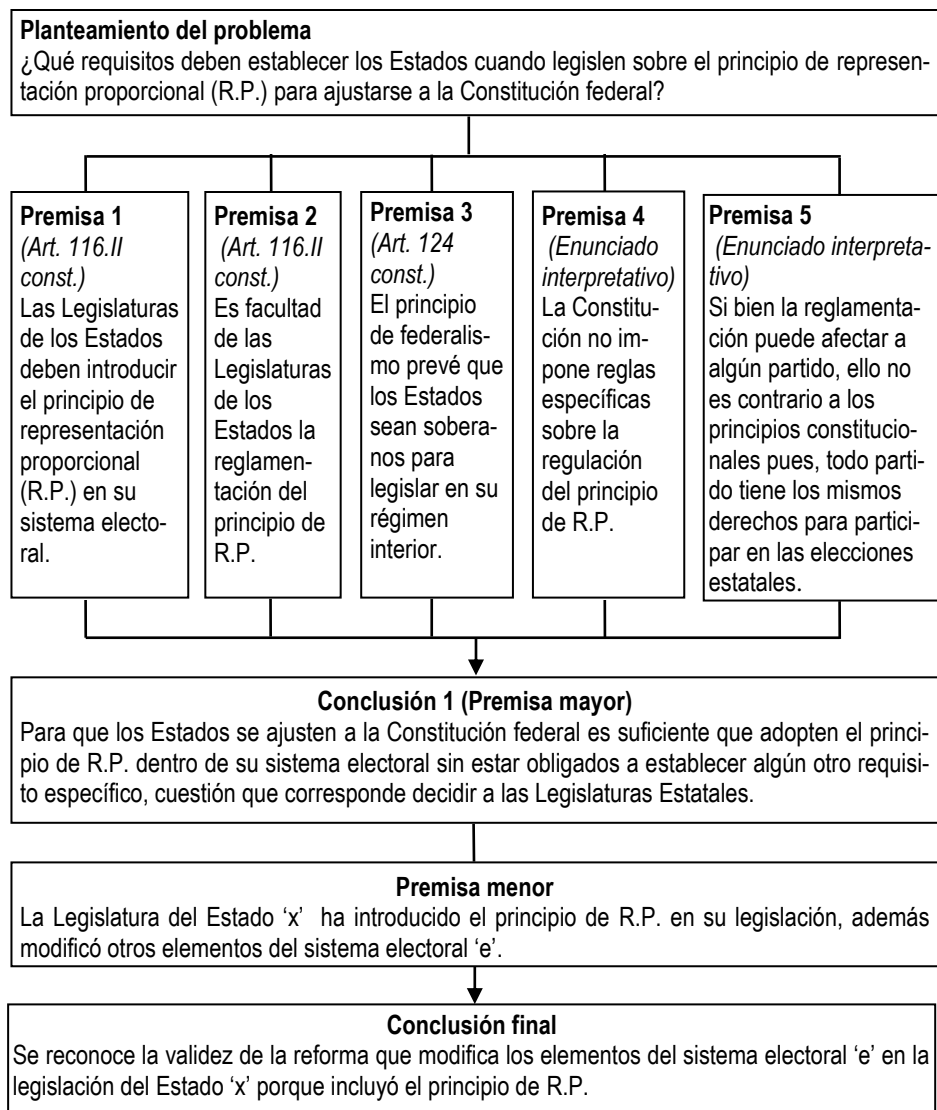 Planteamiento del problema
¿Qué requisitos deben establecer los Estados cuando legislen sobre el principio de represen-
tación proporcional (R.P.) para ajustarse a la Constitución federal?
Premisa 1
(Art. 116.II
const.)
Las Legislaturas
de los Estados
deben introducir
el principio de
representación
proporcional
(R.P.) en su
sistema electo-
ral.
Premisa 2
(Art. 116.II
const.)
Es facultad
de las
Legislaturas
de los
Estados la
reglamen-
tación del
principio de
R.P.
Premisa 3
(Art. 124
const.)
El principio
de federalis-
mo prevé que
los Estados
sean sobera-
nos para
legislar en su
régimen
interior.
Premisa 4
(Enunciado
interpretativo)
La Constitu-
ción no im-
pone reglas
específicas
sobre la
regulación
del principio
de R.P.
Premisa 5
(Enunciado interpreta-
tivo)
Si bien la reglamenta-
ción puede afectar a
algún partido, ello no
es contrario a los
principios constitucio-
nales pues, todo parti-
do tiene los mismos
derechos para partici-
par en las elecciones
estatales.
Conclusión 1 (Premisa mayor)
Para que los Estados se ajusten a la Constitución federal es suficiente que adopten el princi-
pio de R.P. dentro de su sistema electoral sin estar obligados a establecer algún otro requisi-
to específico, cuestión que corresponde decidir a las Legislaturas Estatales.
Premisa menor
La Legislatura del Estado ‘x’ ha introducido el principio de R.P. en su legislación, además
modificó otros elementos del sistema electoral ‘e’.
Conclusión final
Se reconoce la validez de la reforma que modifica los elementos del sistema electoral ‘e’ en la
legislación del Estado ‘x’ porque incluyó el principio de R.P.